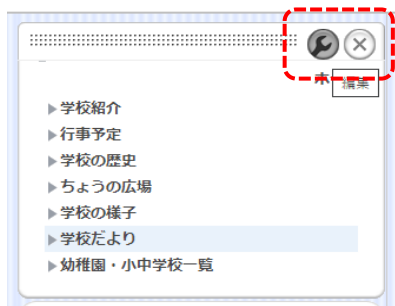 編集
学校紹介
行事予定
学校の歴史
ちょうの広場
学校の様子
学校だより
幼稚園・小中学校一覧